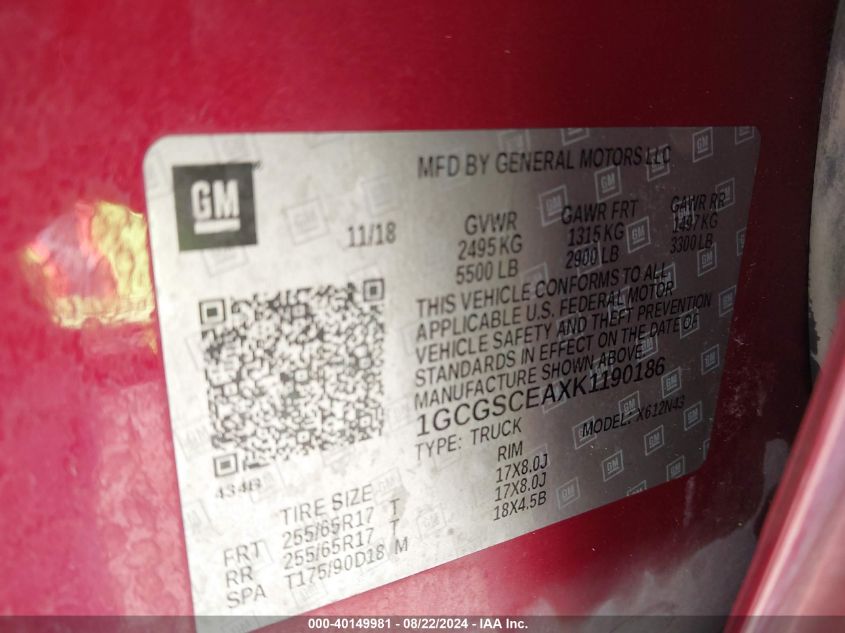 GM
MFD BY GENERAL MOTORS LLC
11/18
GVWR GAWR FRT GAWR RR
2495 KG 1315 KG 1497 KG
5500 LB 2900 LB 3300 LB
THIS VEHICLE CONFORMS TO ALL
APPLICABLE U.S. FEDERAL MOTOR
VEHICLE SAFETY AND THEFT PREVENTION
STANDARDS IN EFFECT ON THE DATE OF
MANUFACTURE SHOWN ABOVE.
1GCGSCEAXK1190186
TYPE: TRUCK MODEL: X612N43
434B
TIRE SIZE RIM
FRT 255/65R17 T 17X8.0J
RR 255/65R17 T 17X8.0J
SPA T175/90D18 M 18X4.5B
000-40149981 - 08/22/2024 - IAA Inc.